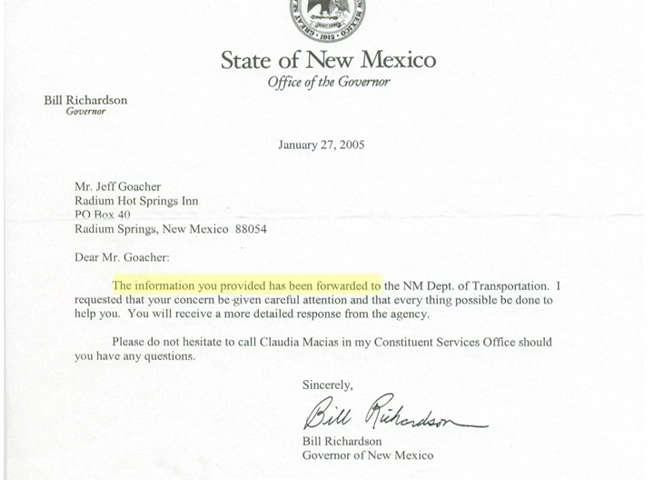 GREAT SE
N MEXICO
1912
State of New Mexico
Office of the Governor
Bill Richardson
Governor
January 27, 2005
Mr. Jeff Goacher
Radium Hot Springs Inn
PO Box 40
Radium Springs, New Mexico 88054
Dear Mr. Goacher:
The information you provided has been forwarded to the NM Dept. of Transportation. I
requested that your concern be given careful attention and that every thing possible be done to
help you. You will receive a more detailed response from the agency.
Please do not hesitate to call Claudia Macias in my Constituent Services Office should
you have any questions.
Sincerely,
Bill Richardson
Bill Richardson
Governor of New Mexico